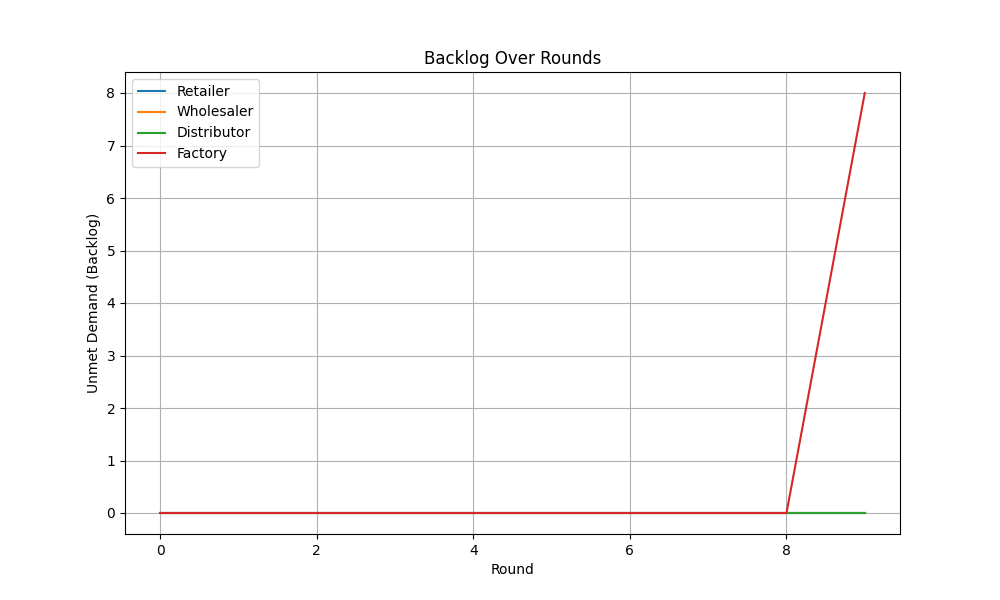 Backlog Over Rounds
Retailer
Wholesaler
Distributor
Factory
Unmet Demand (Backlog)
8
7
6
5
4
3
2
1
0
0 2 4 6 8
Round